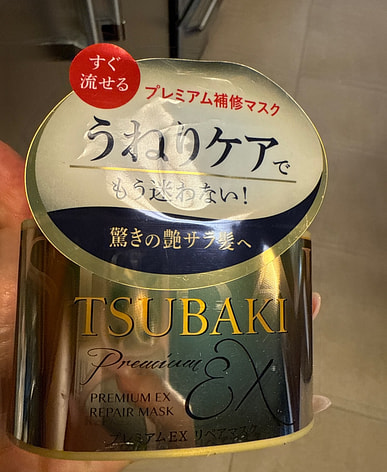 すぐ
流せる
プレミアム補修マスク
うねりケアで
もう迷わない!
驚きの艶サラ髪へ
TSUBAKI
Premium EX
PREMIUM EX
REPAIR MASK
プレミアムEX リペアマスク